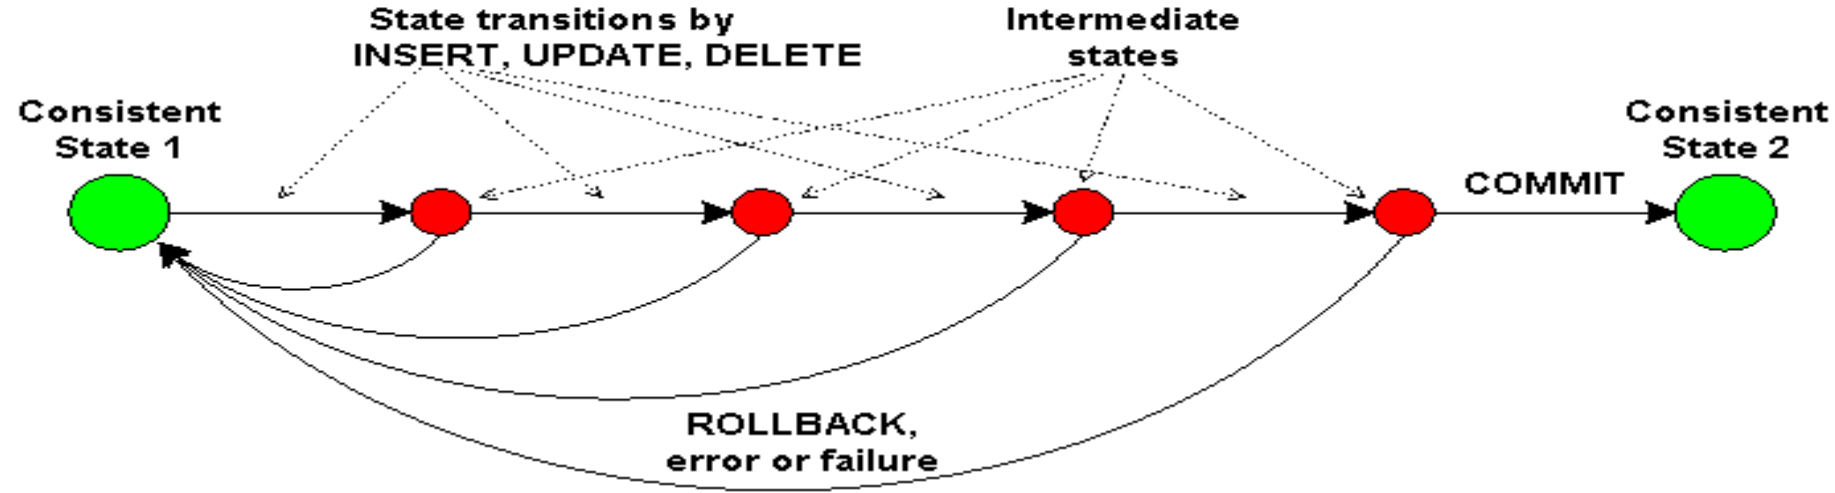 State transitions by
INSERT, UPDATE, DELETE
Intermediate
states
Consistent
State 1
Consistent
State 2
COMMIT
ROLLBACK,
error or failure